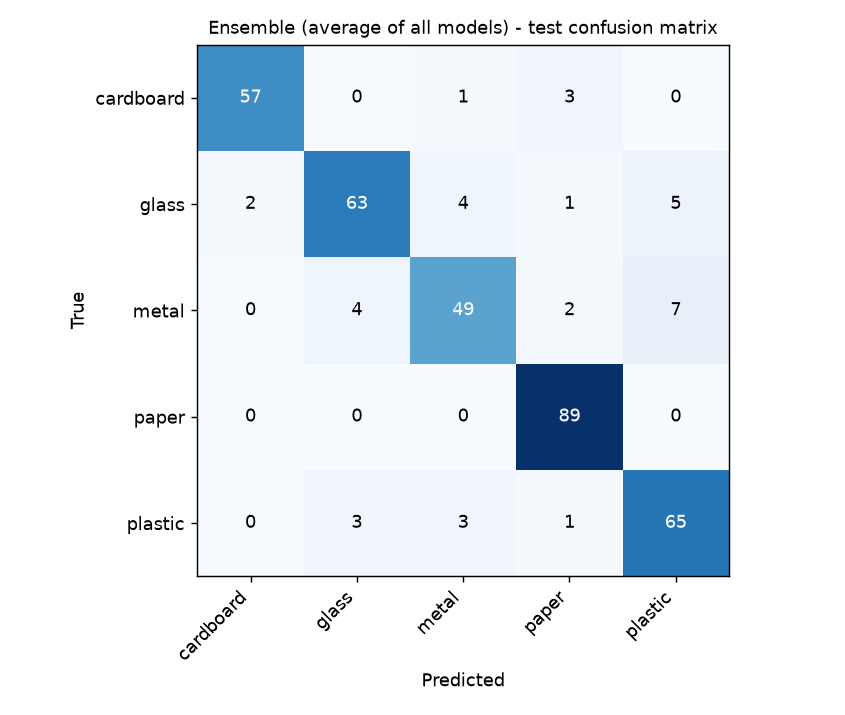 Ensemble (average of all models) - test confusion matrix
cardboard 57 0 1 3 0
glass 2 63 4 1 5
True
metal 0 4 49 2 7
paper 0 0 0 89 0
plastic 0 3 3 1 65
cardboard glass metal paper plastic
Predicted